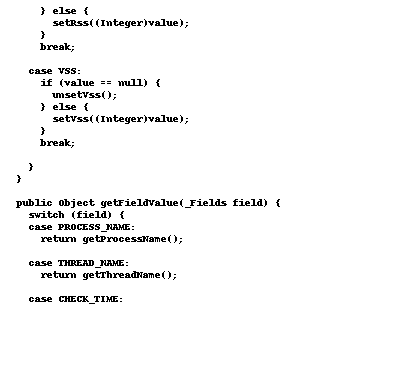 } else {
      setRss((Integer)value);
    }
    break;

  case VSS:
    if (value == null) {
      unsetVss();
    } else {
      setVss((Integer)value);
    }
    break;

  }
}

public Object getFieldValue(_Fields field) {
  switch (field) {
  case PROCESS_NAME:
    return getProcessName();

  case THREAD_NAME:
    return getThreadName();

  case CHECK_TIME: